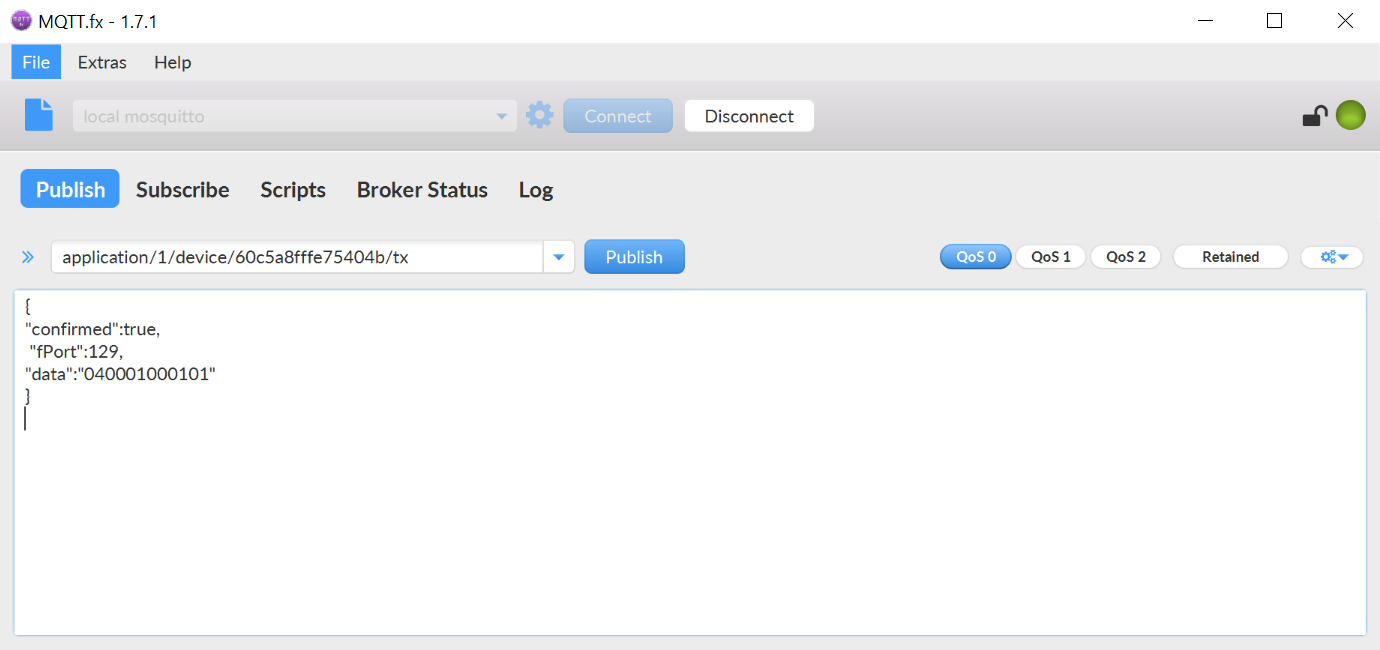 MQTT.fx - 1.7.1
File Extras Help
local mosquitto Connect Disconnect
Publish Subscribe Scripts Broker Status Log
application/1/device/60c5a8fffe75404b/tx Publish QoS 0 QoS 1 QoS 2 Retained
{
"confirmed":true,
"fPort":129,
"data":"040001000101"
}